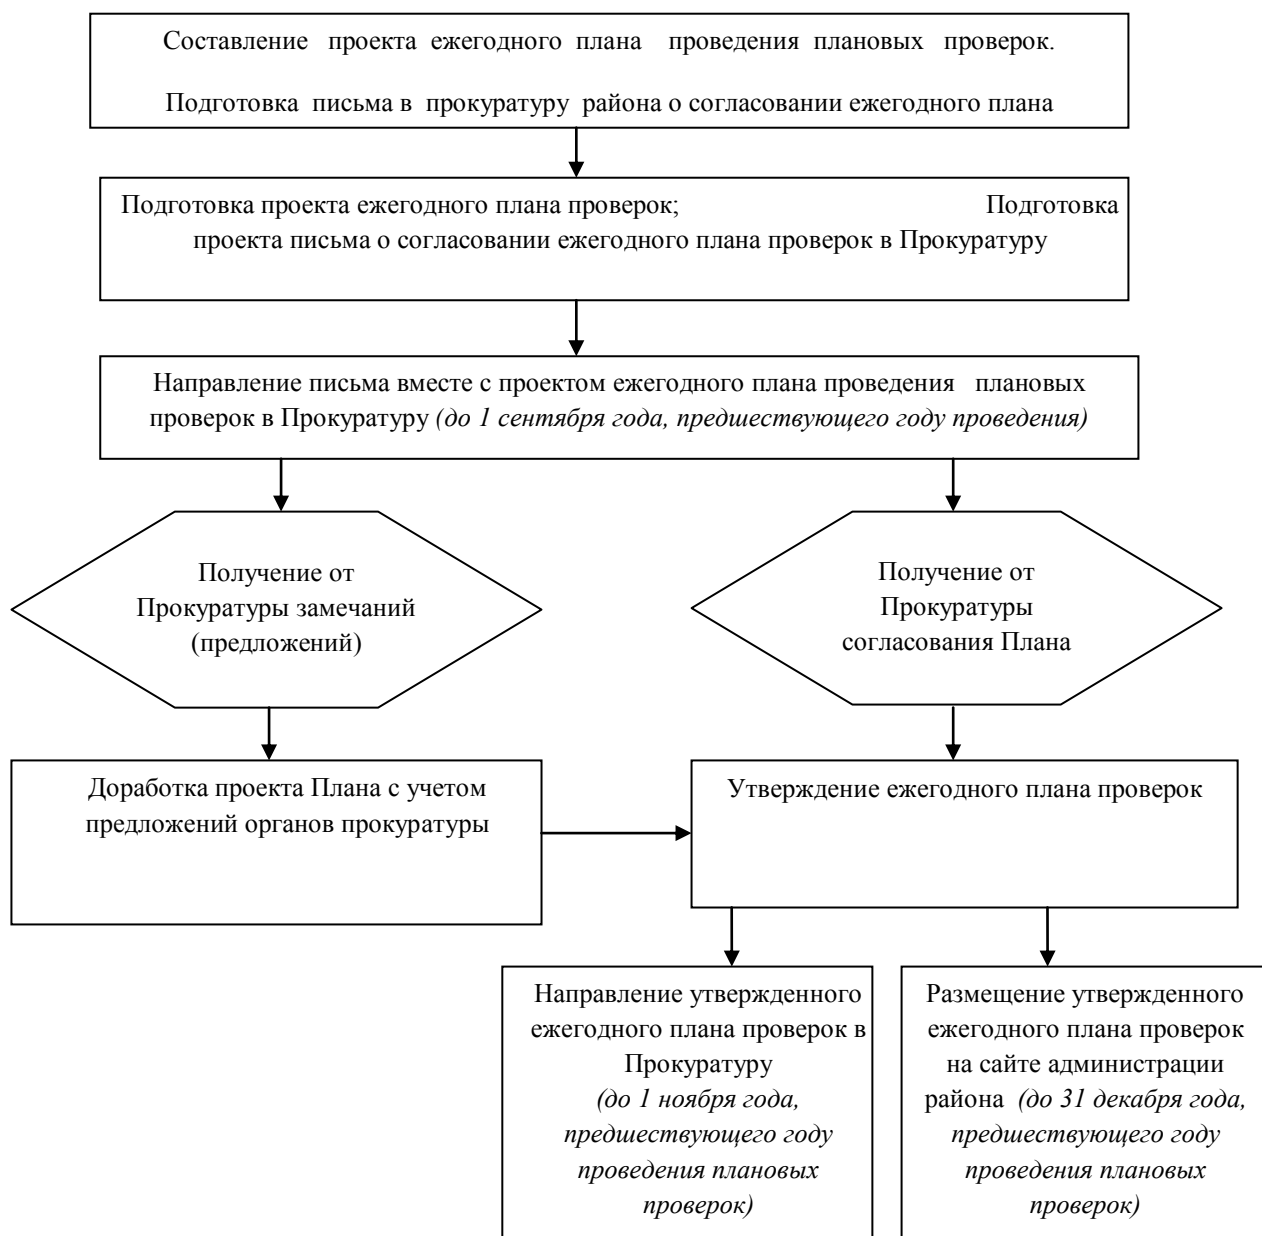 Составление проекта ежегодного плана проведения плановых проверок.
Подготовка письма в прокуратуру района о согласовании ежегодного плана
Подготовка проекта ежегодного плана проверок; Подготовка
проекта письма о согласовании ежегодного плана проверок в Прокуратуру
Направление письма вместе с проектом ежегодного плана проведения плановых
проверок в Прокуратуру (до 1 сентября года, предшествующего году проведения)
Получение от
Прокуратуры замечаний
(предложений)
Получение от
Прокуратуры
согласования Плана
Доработка проекта Плана с учетом
предложений органов прокуратуры
Утверждение ежегодного плана проверок
Направление утвержденного
ежегодного плана проверок в
Прокуратуру
(до 1 ноября года,
предшествующего году
проведения плановых
проверок)
Размещение утвержденного
ежегодного плана проверок
на сайте администрации
района (до 31 декабря года,
предшествующего году
проведения плановых
проверок)